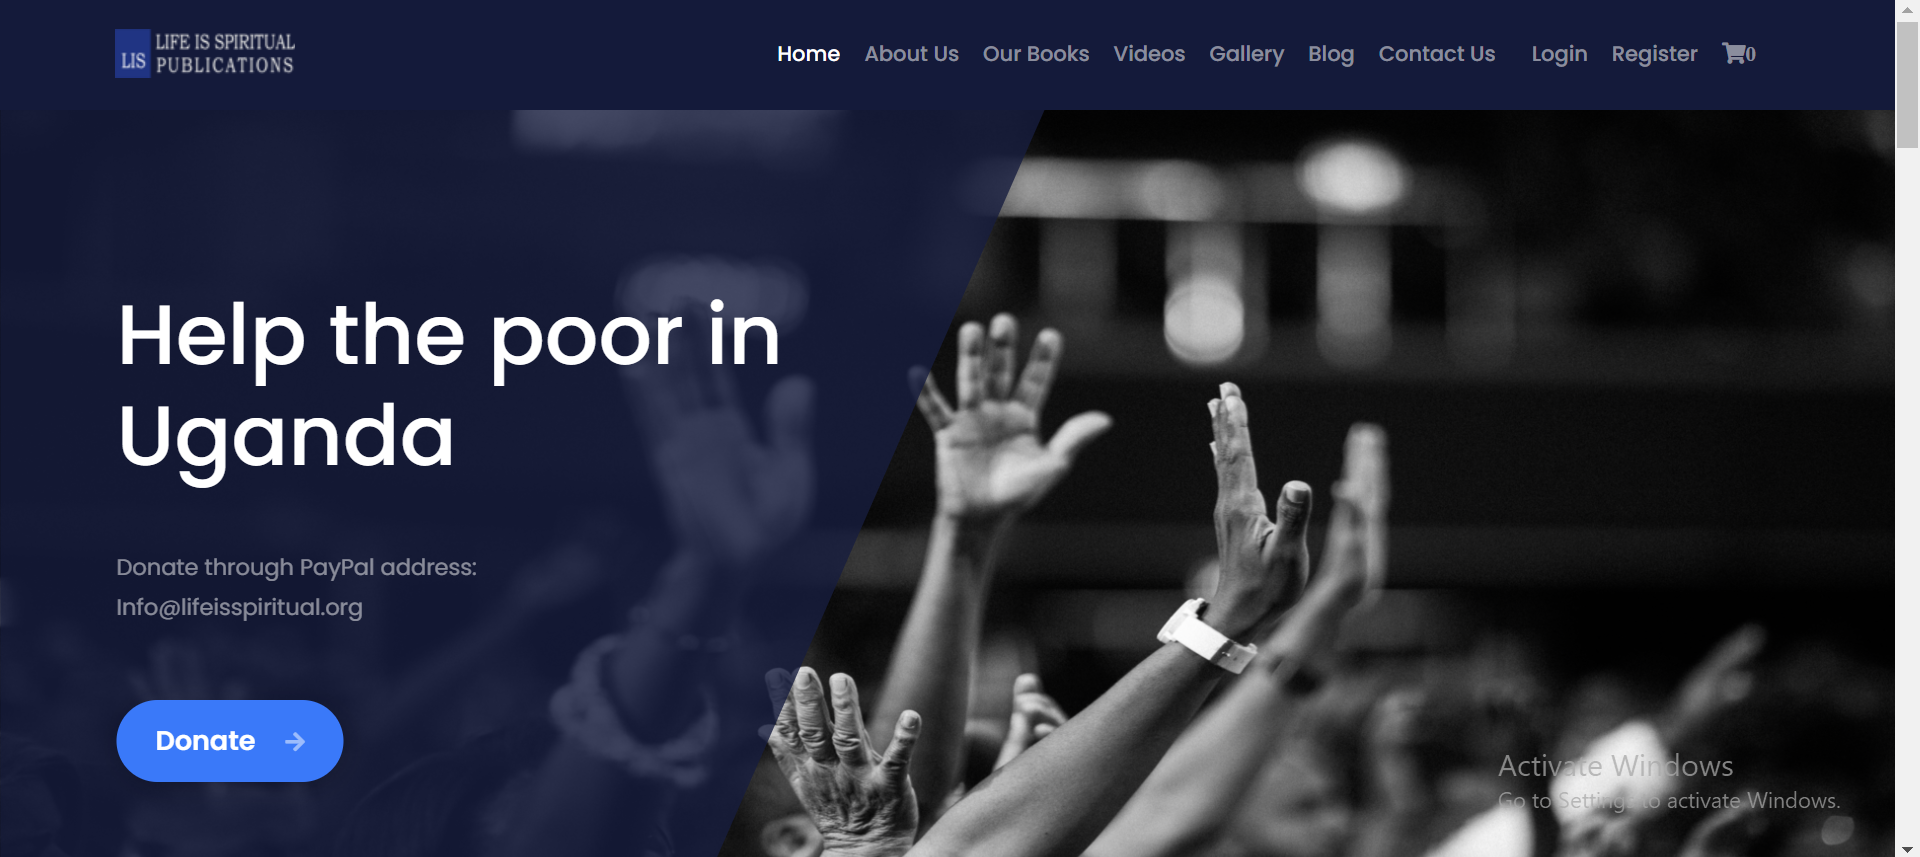 LIS
LIFE IS SPIRITUAL
PUBLICATIONS
Home About Us Our Books Videos Gallery Blog Contact Us Login Register 0
Help the poor in
Uganda
Donate through PayPal address:
Info@lifeisspiritual.org
Donate
Activate Windows
Go to Settings to activate Windows.